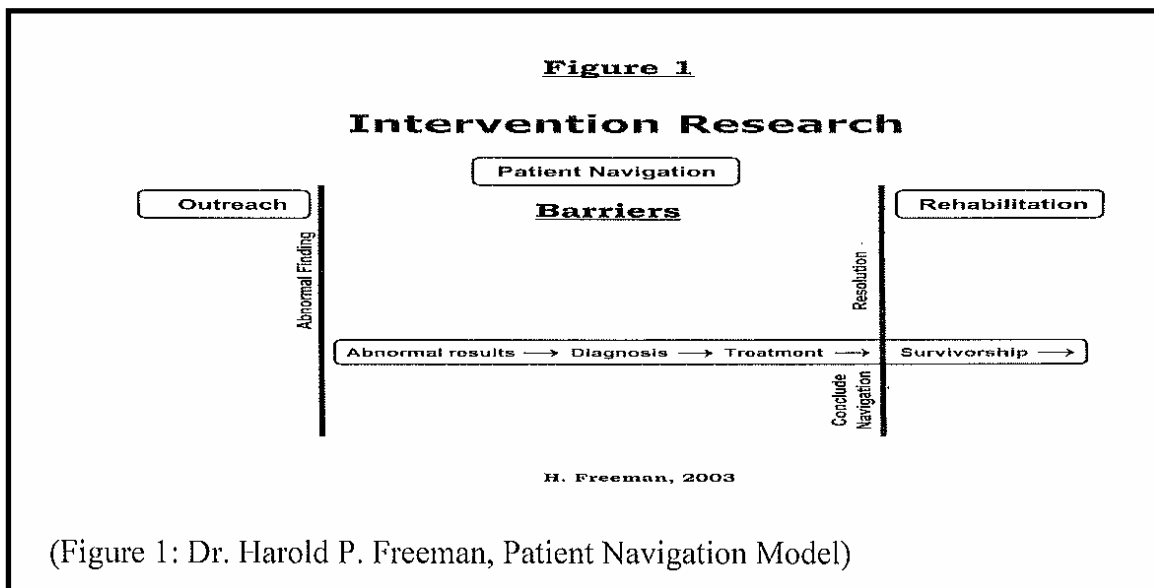 Figure 1
Intervention Research
Patient Navigation
Outreach
Barriers
Rehabilitation
Abnormal Finding
Resolution
Abnormal results → Diagnosis → Treatment → Survivorship →
Conclude
Navigation
H. Freeman, 2003
(Figure 1: Dr. Harold P. Freeman, Patient Navigation Model)